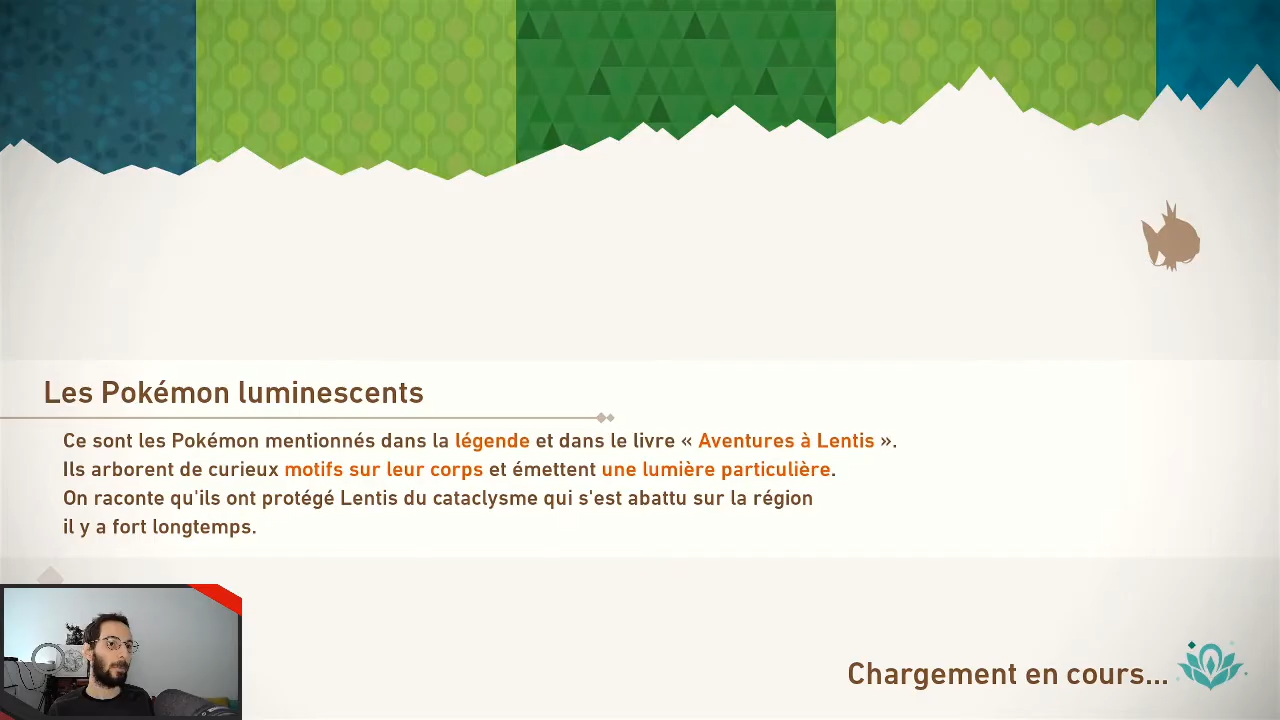 Les Pokémon luminescents
Ce sont les Pokémon mentionnés dans la légende et dans le livre « Aventures à Lentis ».
Ils arborent de curieux motifs sur leur corps et émettent une lumière particulière.
On raconte qu'ils ont protégé Lentis du cataclysme qui s'est abattu sur la région
il y a fort longtemps.
Chargement en cours...